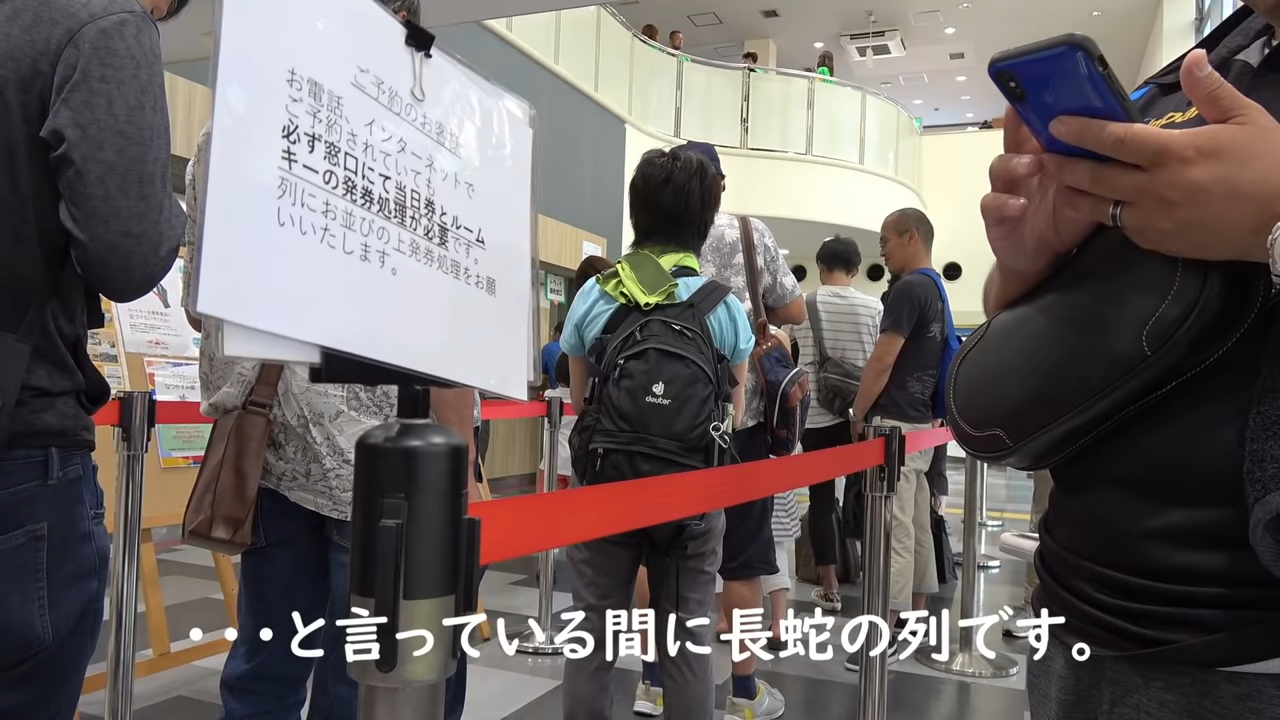 ご予約のお客様
お電話、インターネットで
ご予約されていても
必ず窓口にて当日券とルーム
キーの発券処理が必要です。
列にお並びの上発券処理をお願
いいたします。
deuter
・・・と言っている間に長蛇の列です。